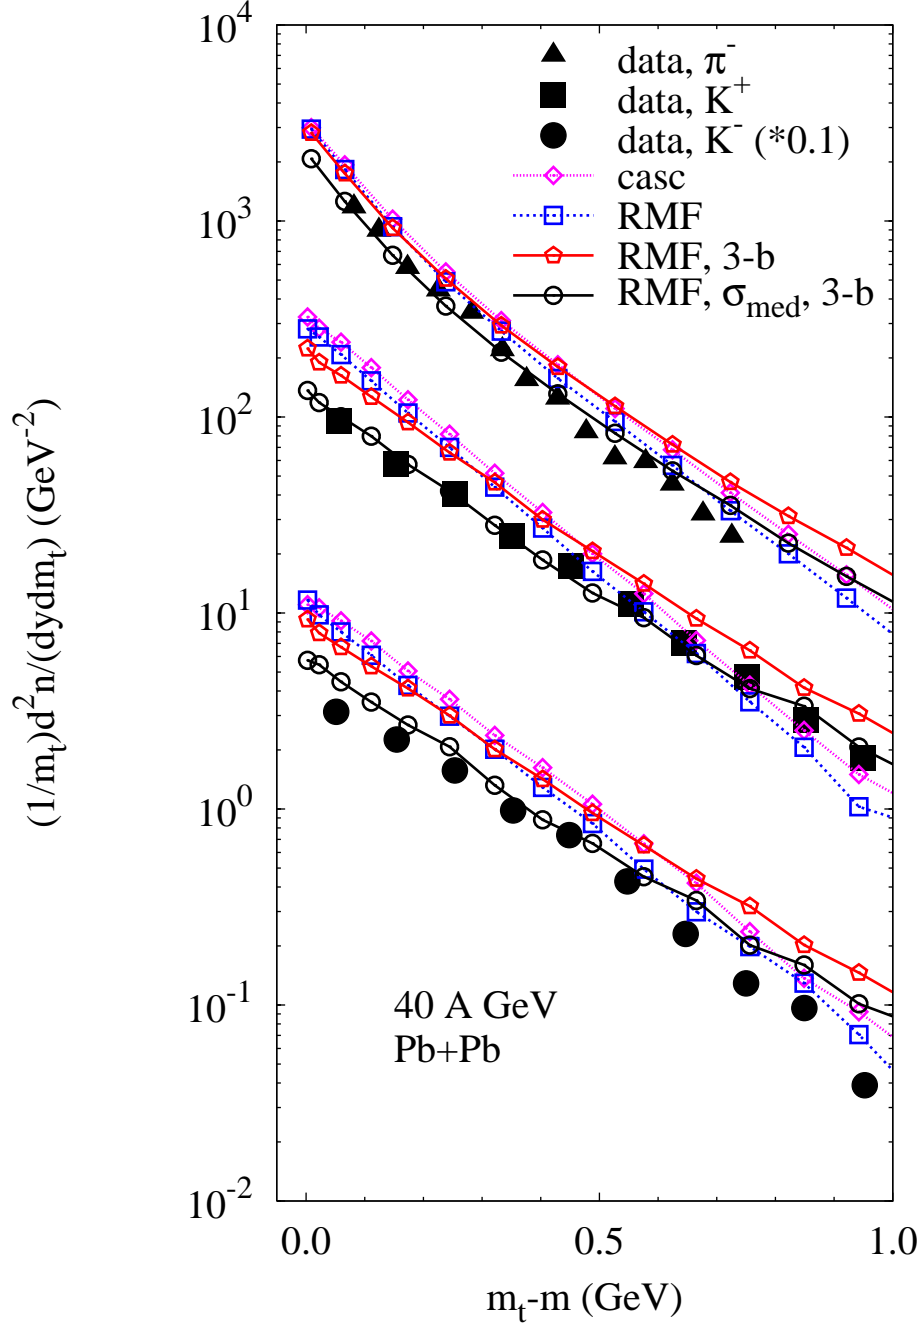 10^4
10^3
10^2
10^1
10^0
10^-1
10^-2
(1/m_t)d^2n/(dydm_t) (GeV^-2)
data, π^-
data, K^+
data, K^- (*0.1)
casc
RMF
RMF, 3-b
RMF, σ_med, 3-b
40 A GeV
Pb+Pb
0.0 0.5 1.0
m_t-m (GeV)